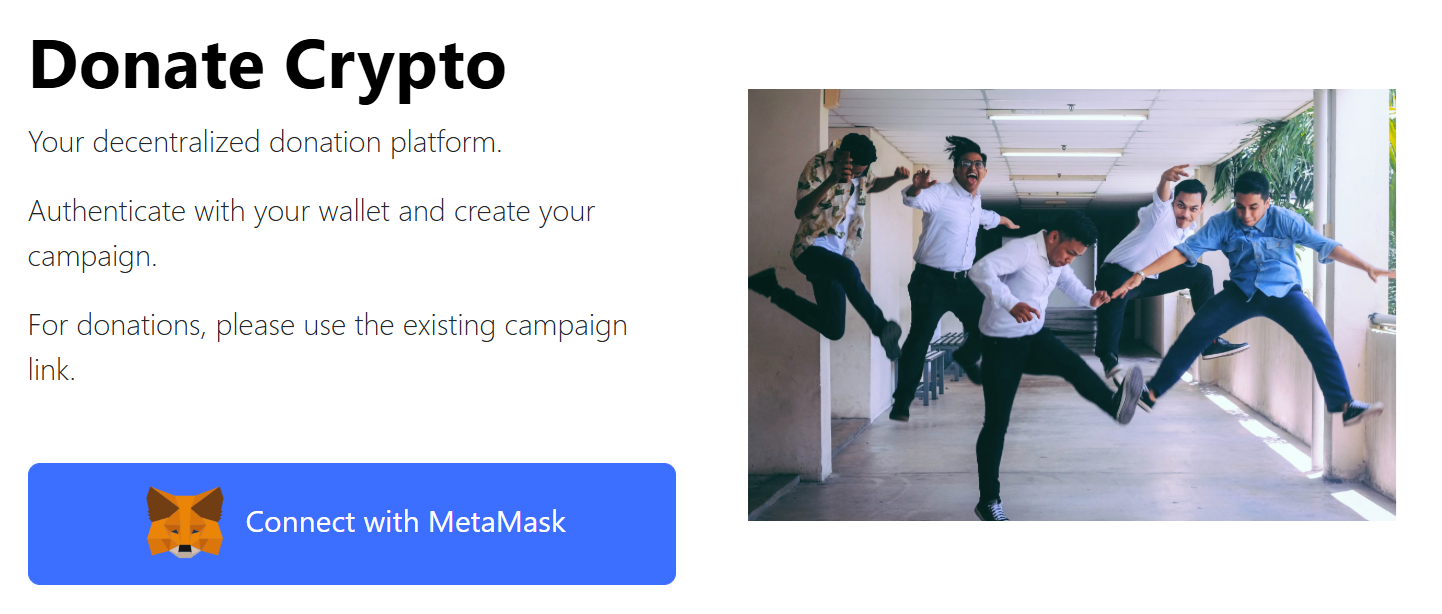 Donate Crypto
Your decentralized donation platform.
Authenticate with your wallet and create your
campaign.
For donations, please use the existing campaign
link.
Connect with MetaMask